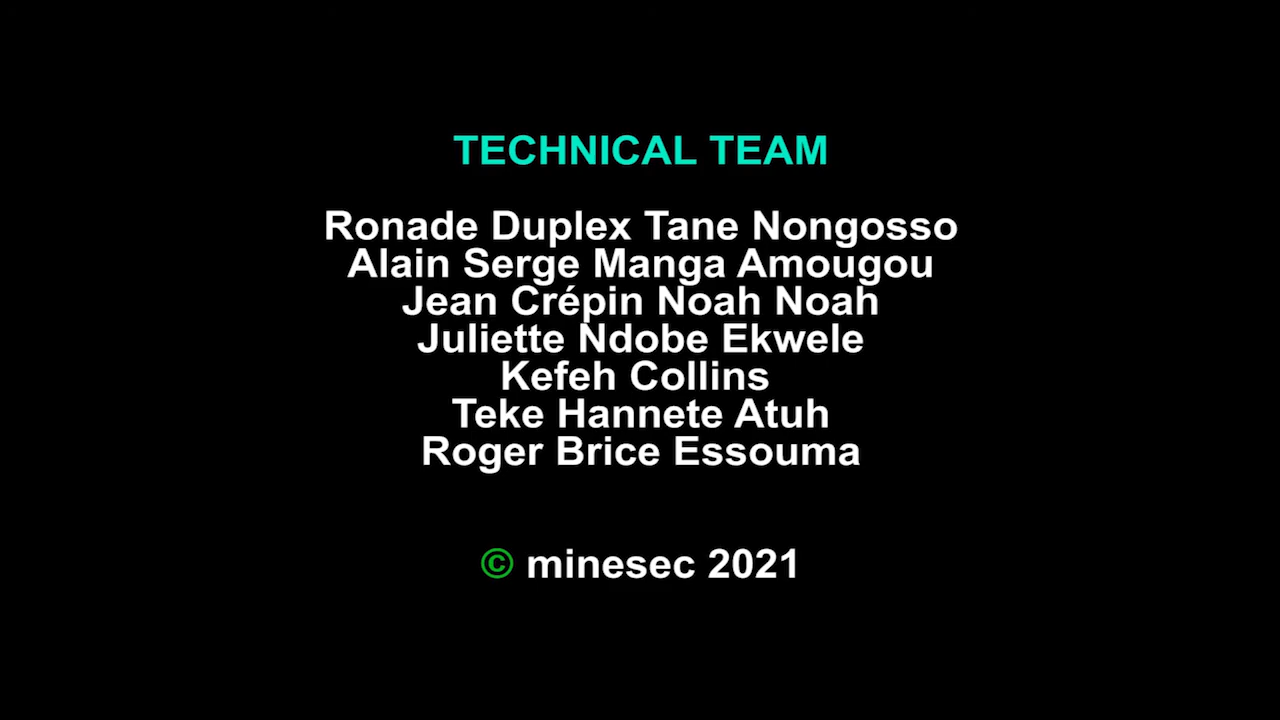 TECHNICAL TEAM
Ronade Duplex Tane Nongosso
Alain Serge Manga Amougou
Jean Crépin Noah Noah
Juliette Ndobe Ekwele
Kefeh Collins
Teke Hannete Atuh
Roger Brice Essouma
© minesec 2021